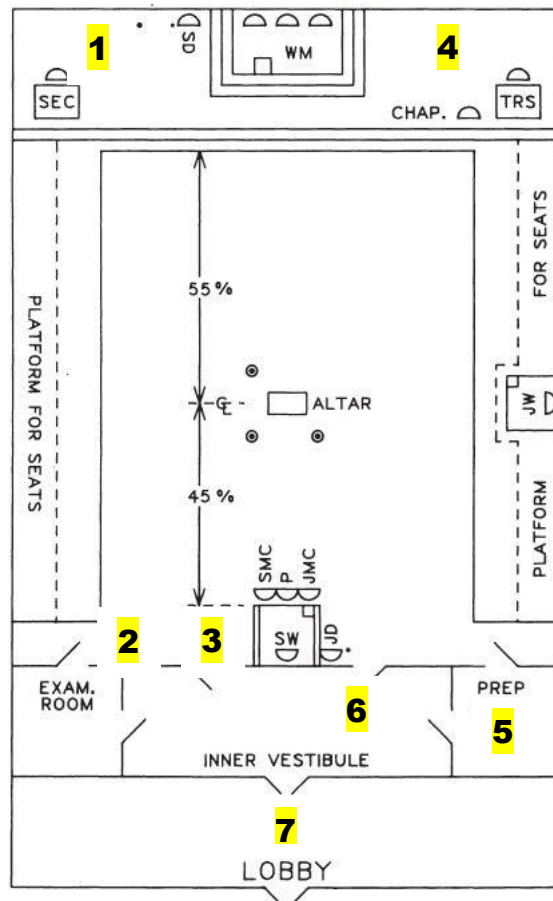 1
4
SD
WM
SEC
CHAP.
TRS
FOR SEATS
55%
PLATFORM FOR SEATS
JW
ALTAR
45%
PLATFORM
SMC
P
JMC
2
3
SW
JD
EXAM.
ROOM
6
PREP
5
INNER VESTIBULE
7
LOBBY